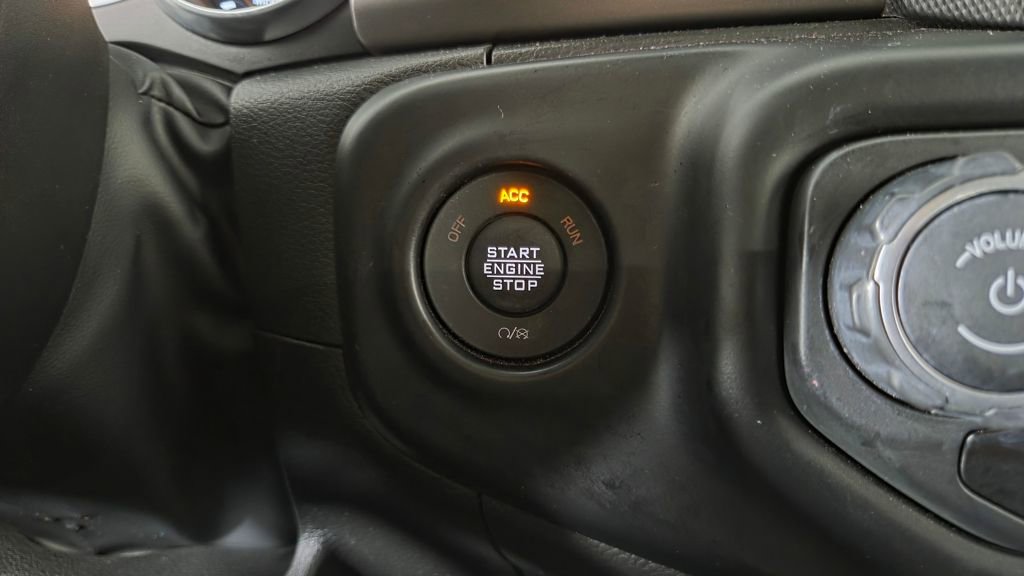 ACC
OFF
RUN
START
ENGINE
STOP